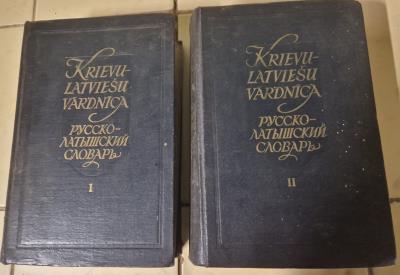 KRIEVU-
LATVIEŠU
VĀRDNĪCA
РУССКО-
ЛАТЫШСКИЙ
СЛОВАРЬ
I
KRIEVU-
LATVIEŠU
VĀRDNĪCA
РУССКО-
ЛАТЫШСКИЙ
СЛОВАРЬ
II